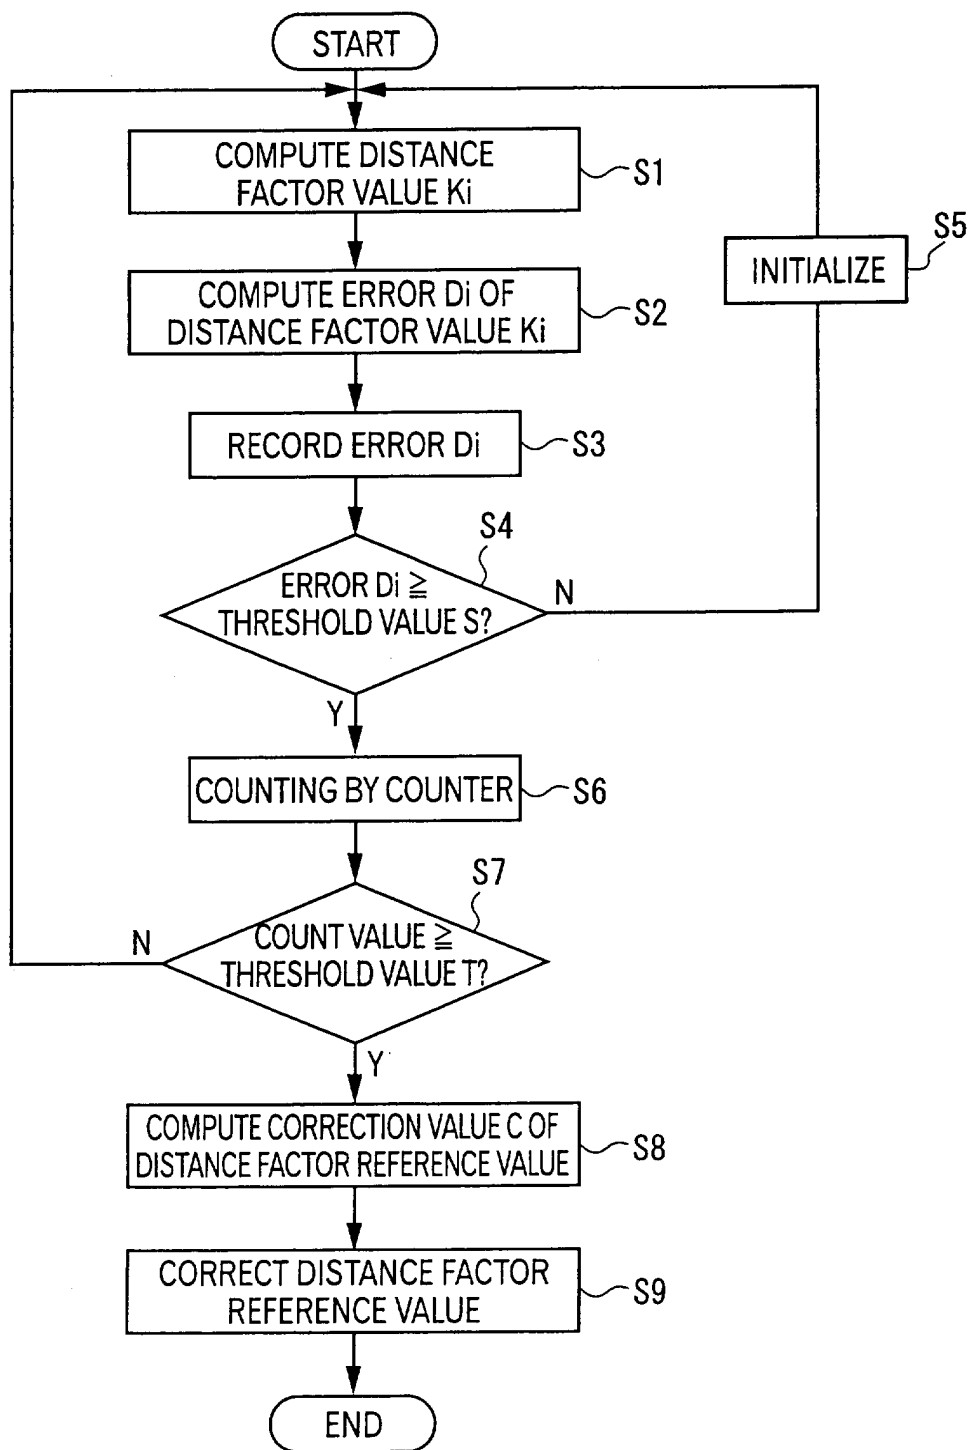 START
COMPUTE DISTANCE
FACTOR VALUE Ki
S1
S5
INITIALIZE
COMPUTE ERROR Di OF
DISTANCE FACTOR VALUE Ki
S2
RECORD ERROR Di
S3
S4
ERROR Di ≧
THRESHOLD VALUE S?
N
Y
COUNTING BY COUNTER
S6
S7
COUNT VALUE ≧
THRESHOLD VALUE T?
N
Y
COMPUTE CORRECTION VALUE C OF
DISTANCE FACTOR REFERENCE VALUE
S8
CORRECT DISTANCE FACTOR
REFERENCE VALUE
S9
END